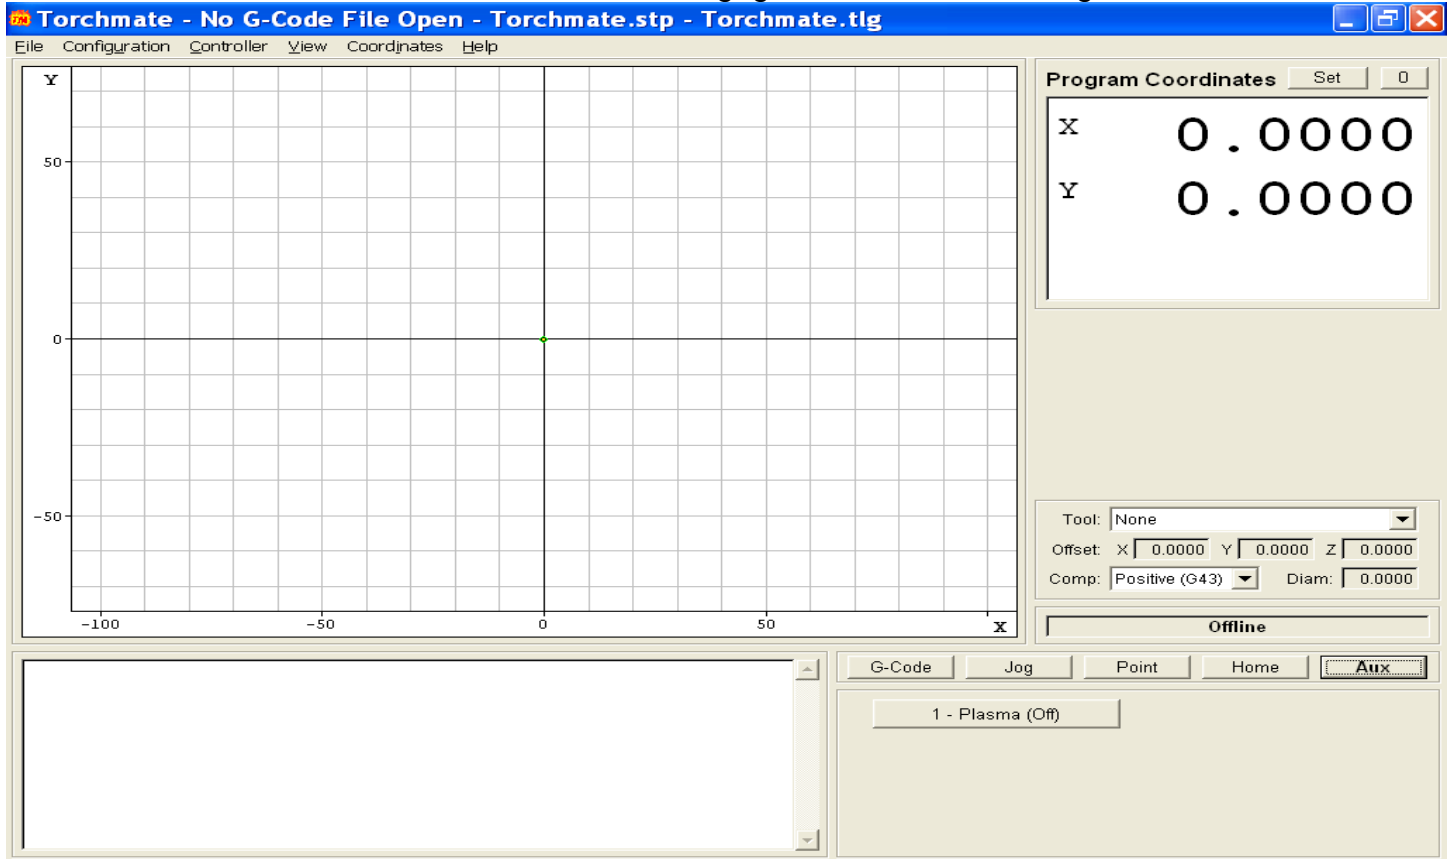 Torchmate - No G-Code File Open - Torchmate.stp - Torchmate.tlg
File Configuration Controller View Coordinates Help
Y
50
0
-50
-100 -50 0 50 X
Program Coordinates Set 0
X 0.0000
Y 0.0000
Tool: None
Offset: X 0.0000 Y 0.0000 Z 0.0000
Comp: Positive (G43) Diam: 0.0000
Offline
G-Code Jog Point Home Aux
1 - Plasma (Off)